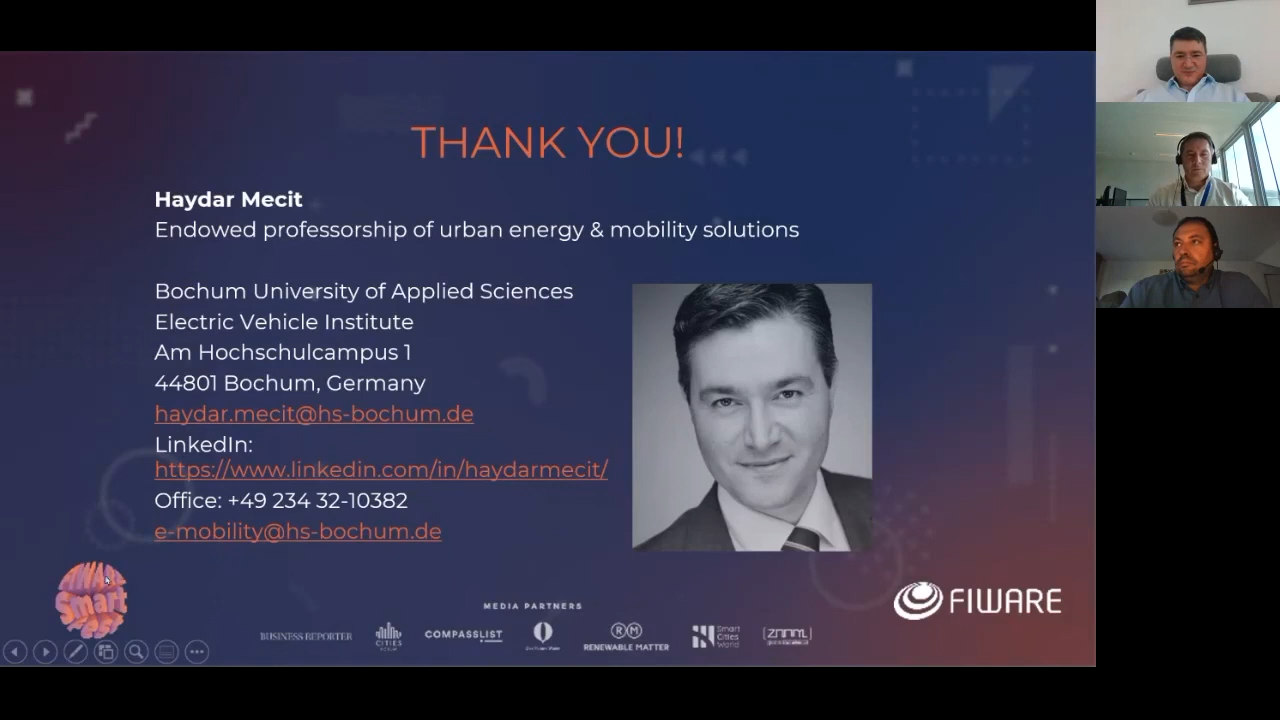 THANK YOU!
Haydar Mecit
Endowed professorship of urban energy & mobility solutions
Bochum University of Applied Sciences
Electric Vehicle Institute
Am Hochschulcampus 1
44801 Bochum, Germany
haydar.mecit@hs-bochum.de
LinkedIn:
https://www.linkedin.com/in/haydarmecit/
Office: +49 234 32-10382
e-mobility@hs-bochum.de
Smart
FIWARE
MEDIA PARTNERS
BUSINESS REPORTER
CITIES
COMPASSLIST
RM
RENEWABLE MATTER
Smart
Cities
World